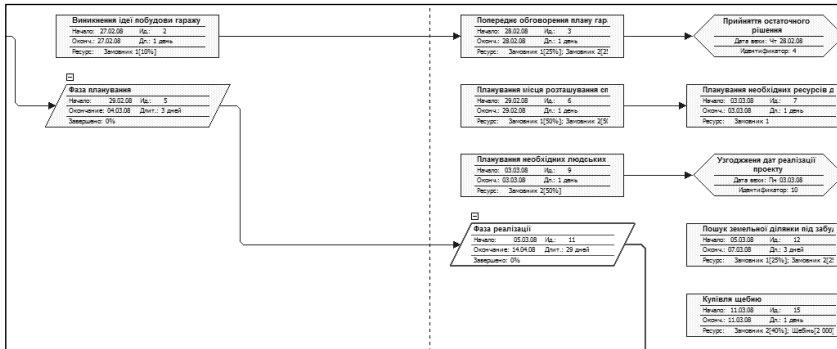 Виникнення ідеї побудови гаражу
Начало: 27.02.08 Ид.: 2
Оконч.: 27.02.08 Дл.: 1 день
Ресурс: Замовник 1[10%]
Попереднє обговорення плану гар
Начало: 28.02.08 Ид.: 3
Оконч.: 28.02.08 Дл.: 1 день
Ресурс: Замовник 1[25%]; Замовник 2[2
Прийняття остаточного
рішення
Дата вехи: Чт 28.02.08
Идентификатор: 4
Фаза планування
Начало: 29.02.08 Ид.: 5
Окончание: 04.03.08 Длит.: 3 дней
Завершено: 0%
Планування місця розташування сп
Начало: 29.02.08 Ид.: 6
Оконч.: 29.02.08 Дл.: 1 день
Ресурс: Замовник 1[50%]; Замовник 2[50
Планування необхідних ресурсів д
Начало: 03.03.08 Ид.: 7
Оконч.: 03.03.08 Дл.: 1 день
Ресурс: Замовник 1
Планування необхідних людських
Начало: 03.03.08 Ид.: 9
Оконч.: 03.03.08 Дл.: 1 день
Ресурс: Замовник 2[50%]
Узгодження дат реалізації
проекту
Дата вехи: Пн 03.03.08
Идентификатор: 10
Фаза реалізації
Начало: 05.03.08 Ид.: 11
Окончание: 14.04.08 Длит.: 29 дней
Завершено: 0%
Пошук земельної ділянки під забуд
Начало: 05.03.08 Ид.: 12
Оконч.: 07.03.08 Дл.: 3 дней
Ресурс: Замовник 1[25%]; Замовник 2[25
Купівля щебню
Начало: 11.03.08 Ид.: 15
Оконч.: 11.03.08 Дл.: 1 день
Ресурс: Замовник 2[40%]; Щебінь[2 000]